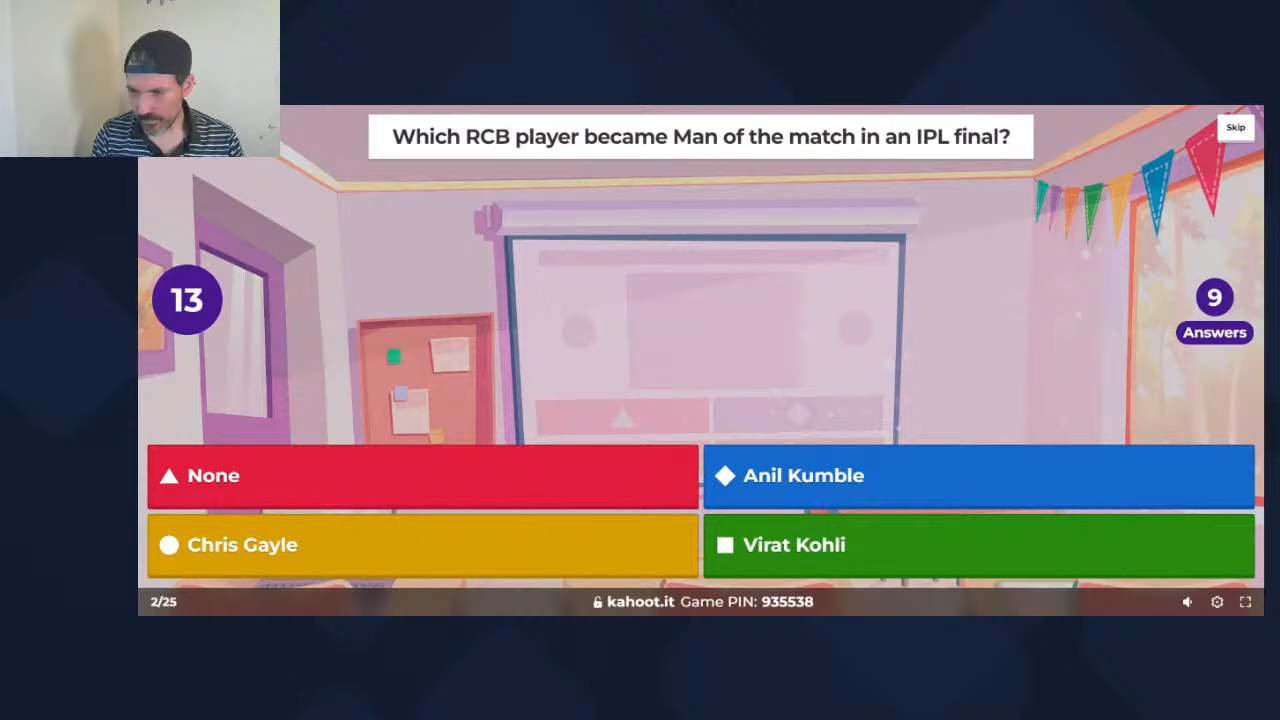 Which RCB player became Man of the match in an IPL final?
Skip
13
9
Answers
None
Anil Kumble
Chris Gayle
Virat Kohli
2/25
kahoot.it Game PIN: 935538